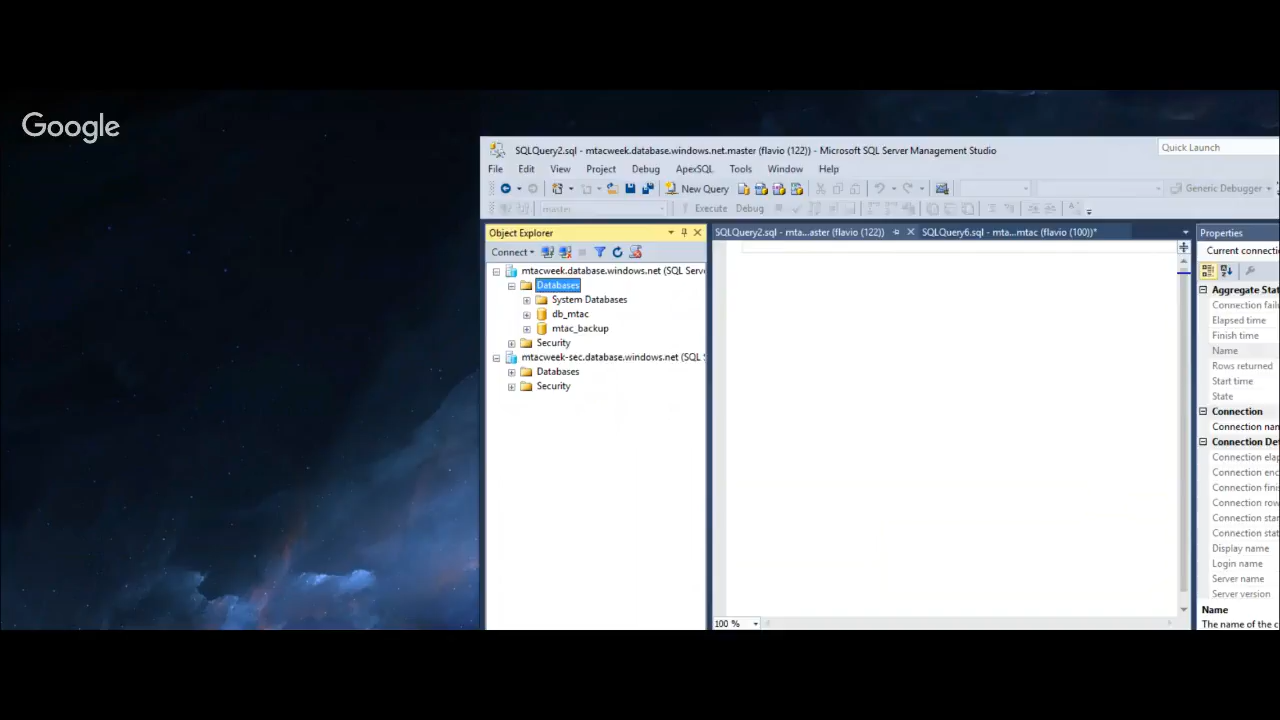 Google
SQLQuery2.sql - mtacweek.database.windows.net.master (flavio (122)) - Microsoft SQL Server Management Studio
Quick Launch
File Edit View Project Debug ApexSQL Tools Window Help
New Query
Generic Debugger
master
Execute Debug
Object Explorer
Connect
mtacweek.database.windows.net (SQL Serv
Databases
System Databases
db_mtac
mtac_backup
Security
mtacweek-sec.database.windows.net (SQL S
Databases
Security
SQLQuery2.sql - mta...aster (flavio (122))
SQLQuery6.sql - mta...mtac (flavio (100))*
100 %
Properties
Current connectio
Aggregate Stat
Connection failu
Elapsed time
Finish time
Name
Rows returned
Start time
State
Connection
Connection nam
Connection Det
Connection elap
Connection enc
Connection finis
Connection row
Connection star
Connection stat
Display name
Login name
Server name
Server version
Name
The name of the c